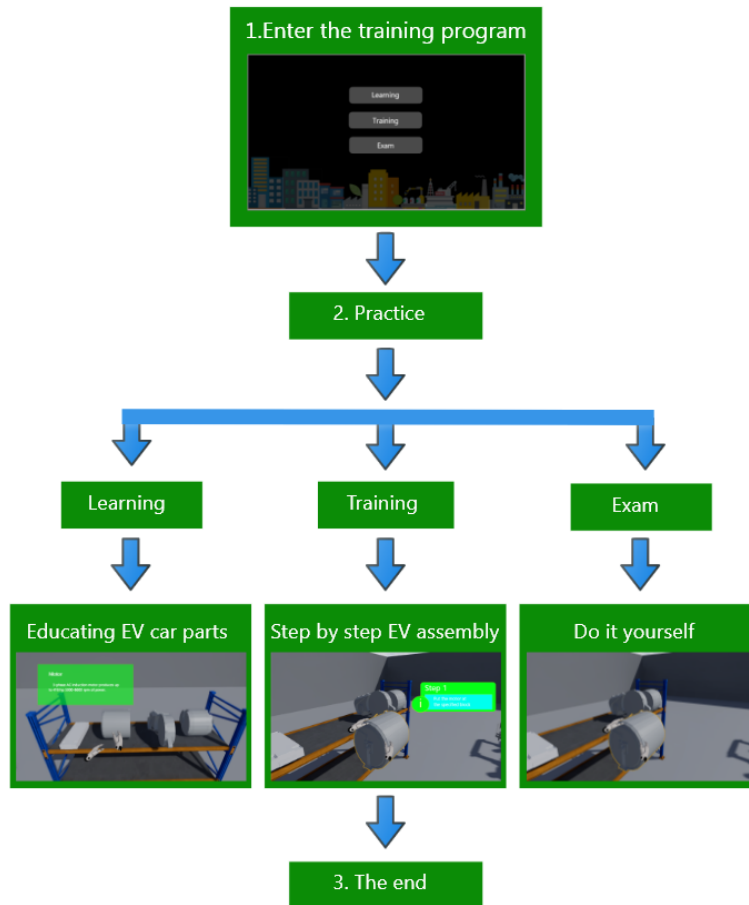 1.Enter the training program
Learning
Training
Exam
2. Practice
Learning
Training
Exam
Educating EV car parts
Step by step EV assembly
Do it yourself
Motor
Step 1
3. The end